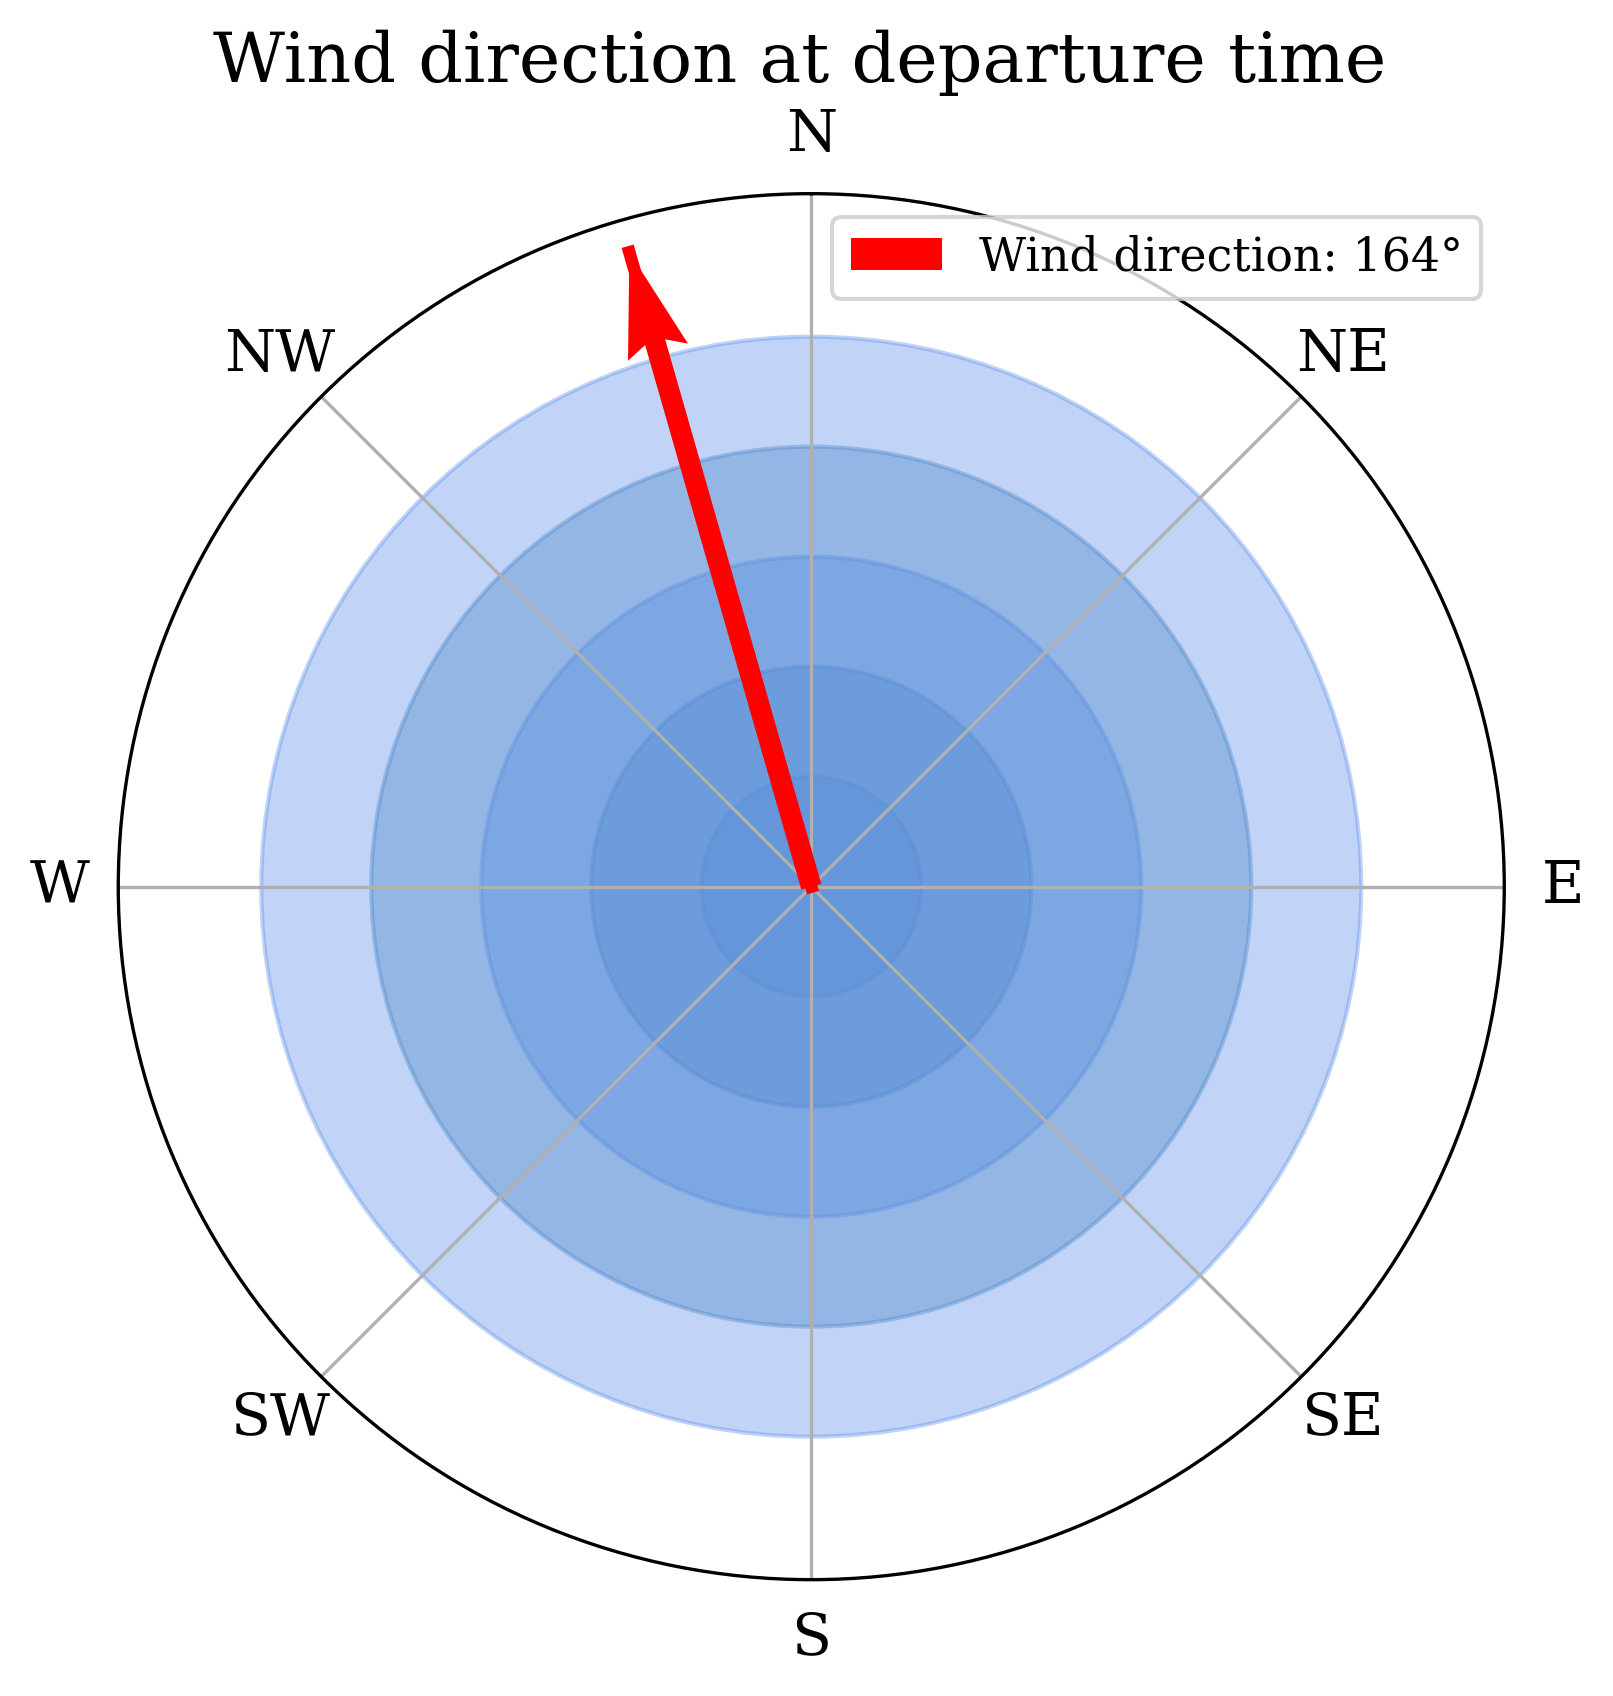 Wind direction at departure time
N
Wind direction: 164°
NW
NE
W
E
SW
SE
S